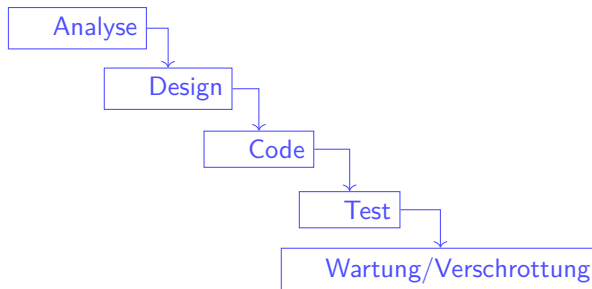 Analyse
Design
Code
Test
Wartung/Verschrottung